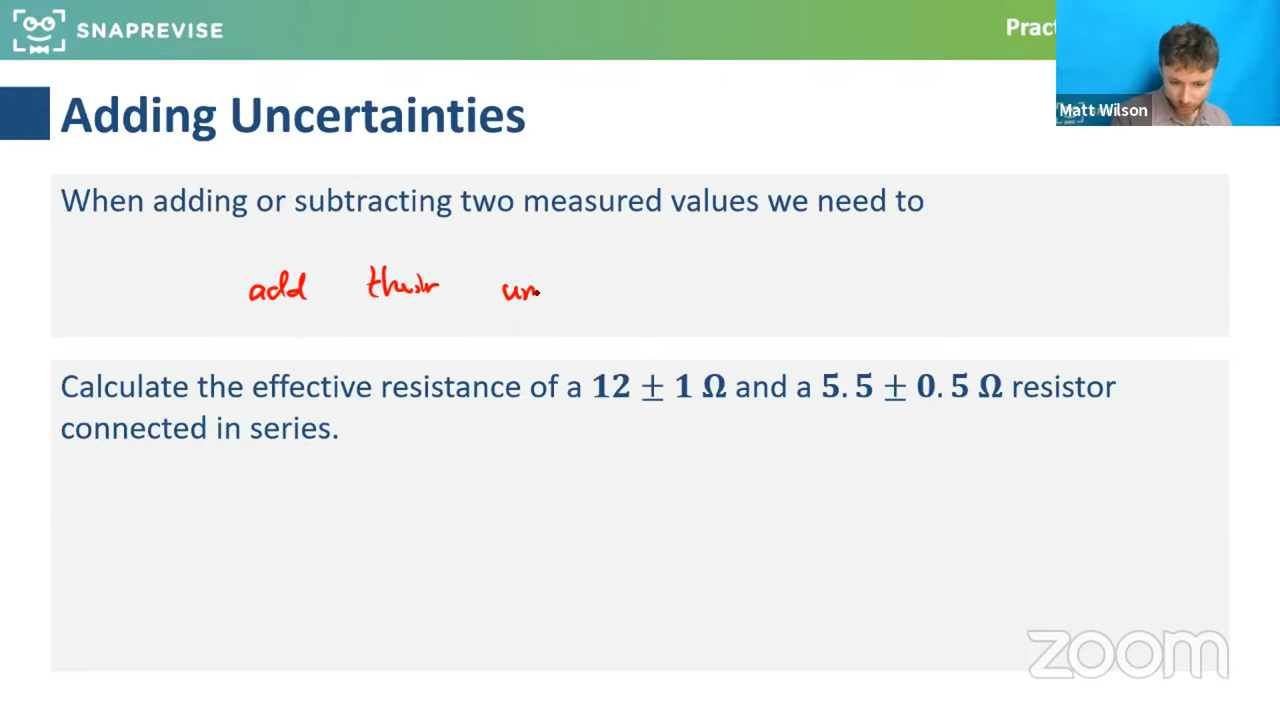 SNAPREVISE
Pract
Matt Wilson
Adding Uncertainties
When adding or subtracting two measured values we need to
add their un
Calculate the effective resistance of a 12 ± 1 Ω and a 5.5 ± 0.5 Ω resistor
connected in series.
zoom